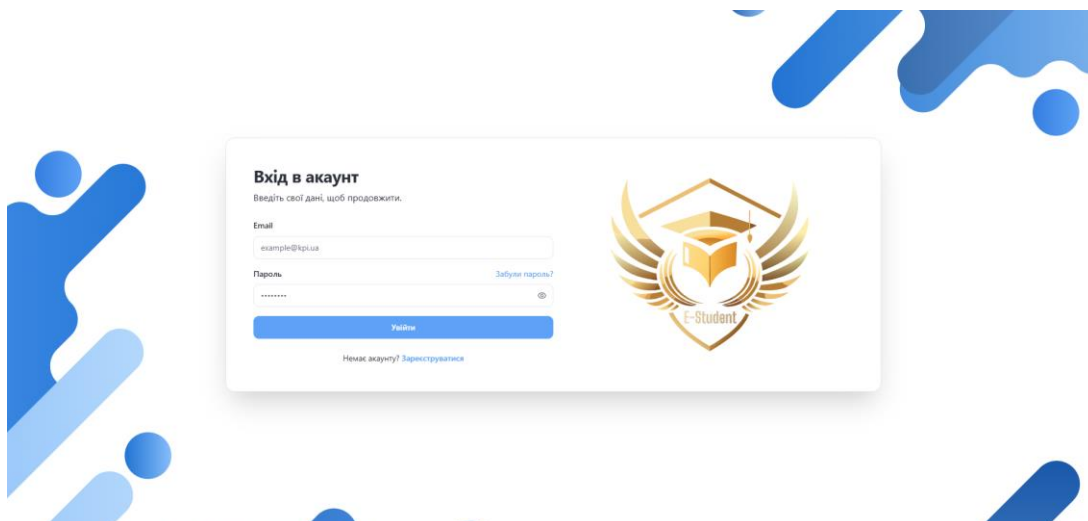 Вхід в акаунт
Введіть свої дані, щоб продовжити.
Email
example@kpi.ua
Пароль
Забули пароль?
••••••••
Увійти
Немає акаунту? Зареєструватися
E-Student